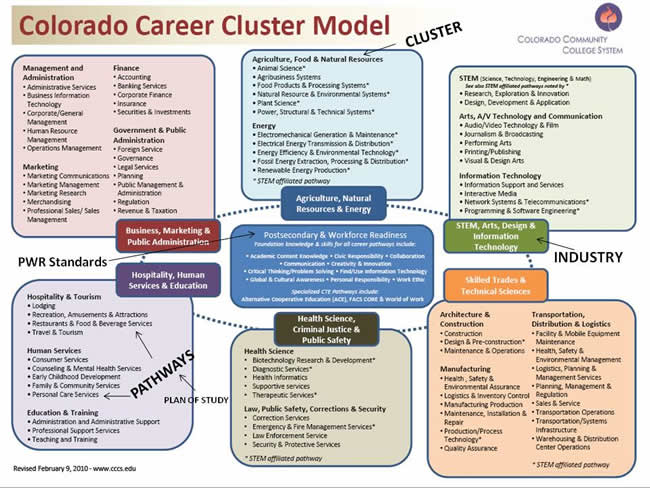 Colorado Career Cluster Model
COLORADO COMMUNITY
COLLEGE SYSTEM
CLUSTER
Management and
Administration
• Administrative Services
• Business Information
Technology
• Corporate/General
Management
• Human Resource
Management
• Operations Management
Marketing
• Marketing Communications
• Marketing Management
• Marketing Research
• Merchandising
• Professional Sales/ Sales
Management
Finance
• Accounting
• Banking Services
• Corporate Finance
• Insurance
• Securities & Investments
Government & Public
Administration
• Foreign Service
• Governance
• Legal Services
• Planning
• Public Management &
Administration
• Regulation
• Revenue & Taxation
Business, Marketing &
Public Administration
Agriculture, Food & Natural Resources
• Animal Science*
• Agribusiness Systems
• Food Products & Processing Systems*
• Natural Resource & Environmental Systems*
• Plant Science*
• Power, Structural & Technical Systems*
Energy
• Electromechanical Generation & Maintenance*
• Electrical Energy Transmission & Distribution*
• Energy Efficiency & Environmental Technology*
• Fossil Energy Extraction, Processing & Distribution*
• Renewable Energy Production*
* STEM affiliated pathway
Agriculture, Natural
Resources & Energy
STEM (Science, Technology, Engineering & Math)
See also STEM affiliated pathways noted by *
• Research, Exploration & Innovation
• Design, Development & Application
Arts, A/V Technology and Communication
• Audio/Video Technology & Film
• Journalism & Broadcasting
• Performing Arts
• Printing/Publishing
• Visual & Design Arts
Information Technology
• Information Support and Services
• Interactive Media
• Network Systems & Telecommunications*
• Programming & Software Engineering*
STEM, Arts, Design &
Information
Technology
PWR Standards
Postsecondary & Workforce Readiness
Foundation Knowledge & skills for all career pathways include:
• Academic Content Knowledge • Civic Responsibility • Collaboration
• Communication • Creativity & Innovation
• Critical Thinking/Problem Solving • Find/Use Information Technology
• Global & Cultural Awareness • Personal Responsibility • Work Ethic
Specialized CTE Pathways include:
Alternative Cooperative Education (ACE), FACS CORE & World of Work
INDUSTRY
Hospitality, Human
Services & Education
Hospitality & Tourism
• Lodging
• Recreation, Amusements & Attractions
• Restaurants & Food & Beverage Services
• Travel & Tourism
Human Services
• Consumer Services
• Counseling & Mental Health Services
• Early Childhood Development
• Family & Community Services
• Personal Care Services
Education & Training
• Administration and Administrative Support
• Professional Support Services
• Teaching and Training
PATHWAYS
PLAN OF STUDY
Health Science,
Criminal Justice &
Public Safety
Health Science
• Biotechnology Research & Development*
• Diagnostic Services*
• Health Informatics
• Supportive services
• Therapeutic Services*
Law, Public Safety, Corrections & Security
• Correction Services
• Emergency & Fire Management Services*
• Law Enforcement Service
• Security & Protective Services
* STEM affiliated pathway
Skilled Trades &
Technical Sciences
Architecture &
Construction
• Construction
• Design & Pre-construction*
• Maintenance & Operations
Manufacturing
• Health , Safety &
Environmental Assurance
• Logistics & Inventory Control
• Manufacturing Production
• Maintenance, Installation &
Repair
• Production/Process
Technology*
• Quality Assurance
Transportation,
Distribution & Logistics
• Facility & Mobile Equipment
Maintenance
• Health, Safety &
Environmental Management
• Logistics, Planning &
Management Services
• Planning, Management &
Regulation
• Sales & Service
• Transportation Operations
• Transportation/Systems
Infrastructure
• Warehousing & Distribution
Center Operations
* STEM affiliated pathway
Revised February 9, 2010 - www.cccs.edu